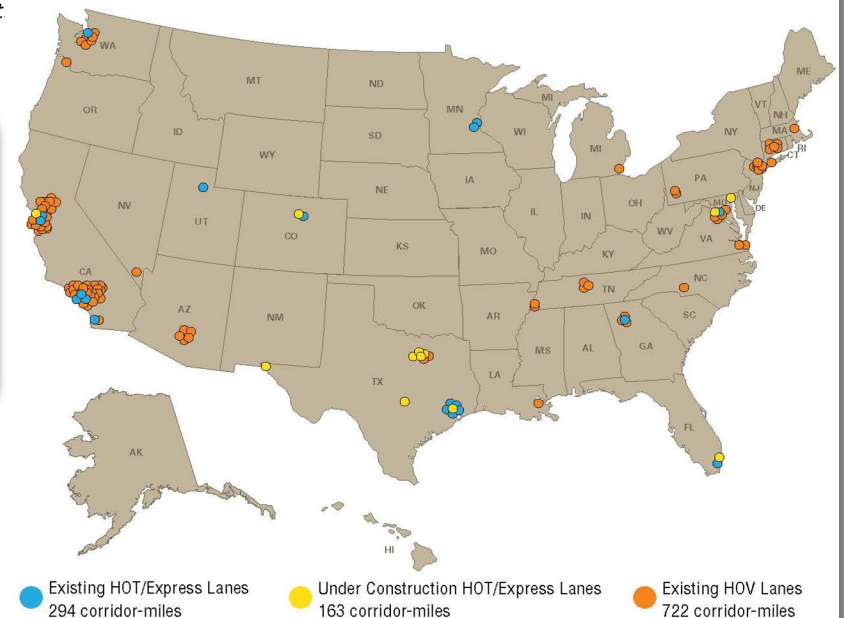 WA
ME
MT
ND
MN
VT
NH
OR
MI
NY
MA
ID
SD
WI
MI
RI
CT
WY
IA
PA
NJ
NE
OH
MD
DE
NV
UT
IL
IN
WV
VA
CO
KS
MO
KY
CA
TN
NC
OK
AZ
NM
AR
SC
MS
AL
GA
TX
LA
FL
AK
HI
Existing HOT/Express Lanes
294 corridor-miles
Under Construction HOT/Express Lanes
163 corridor-miles
Existing HOV Lanes
722 corridor-miles